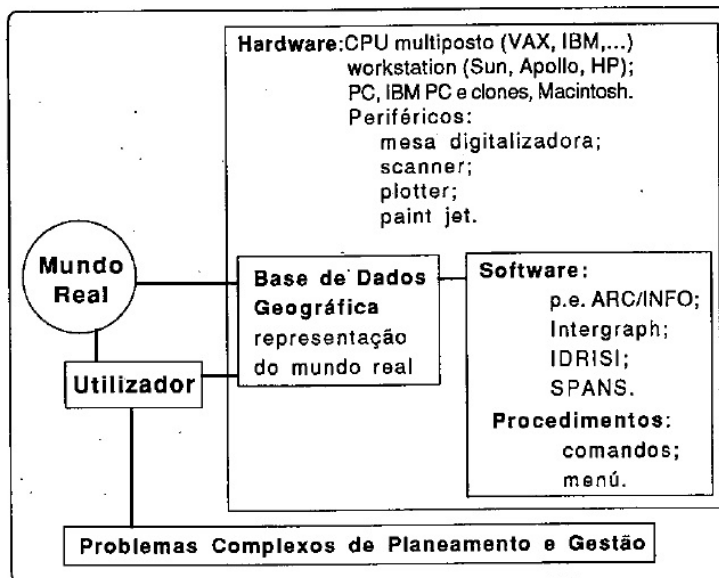 Hardware:CPU multiposto (VAX, IBM,...)
workstation (Sun, Apollo, HP);
PC, IBM PC e clones, Macintosh.
Periféricos:
mesa digitalizadora;
scanner;
plotter;
paint jet.
Mundo
Real
Base de Dados
Geográfica
representação
do mundo real
Software:
p.e. ARC/INFO;
Intergraph;
IDRISI;
SPANS.
Procedimentos:
comandos;
menú.
Utilizador
Problemas Complexos de Planeamento e Gestão